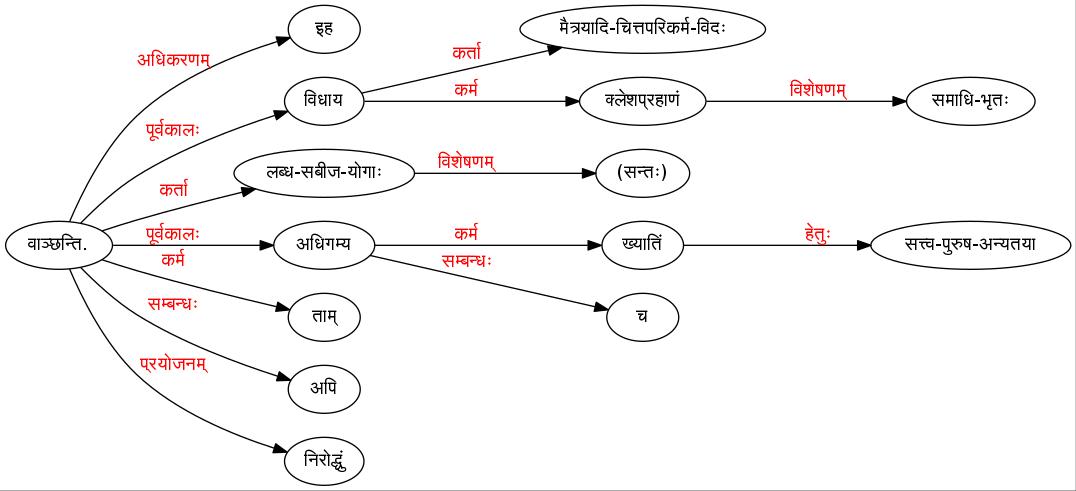 इह
मैत्रयादि-चित्तपरिकर्म-विदः
अधिकरणम्
कर्ता
विधाय
कर्म
क्लेशप्रहाणं
विशेषणम्
समाधि-भृतः
पूर्वकालः
लब्ध-सबीज-योगाः
विशेषणम्
(सन्तः)
कर्ता
वाञ्छन्ति.
पूर्वकालः
अधिगम्य
कर्म
ख्यातिं
हेतुः
सत्त्व-पुरुष-अन्यतया
कर्म
सम्बन्धः
ताम्
च
सम्बन्धः
प्रयोजनम्
अपि
निरोद्धुं